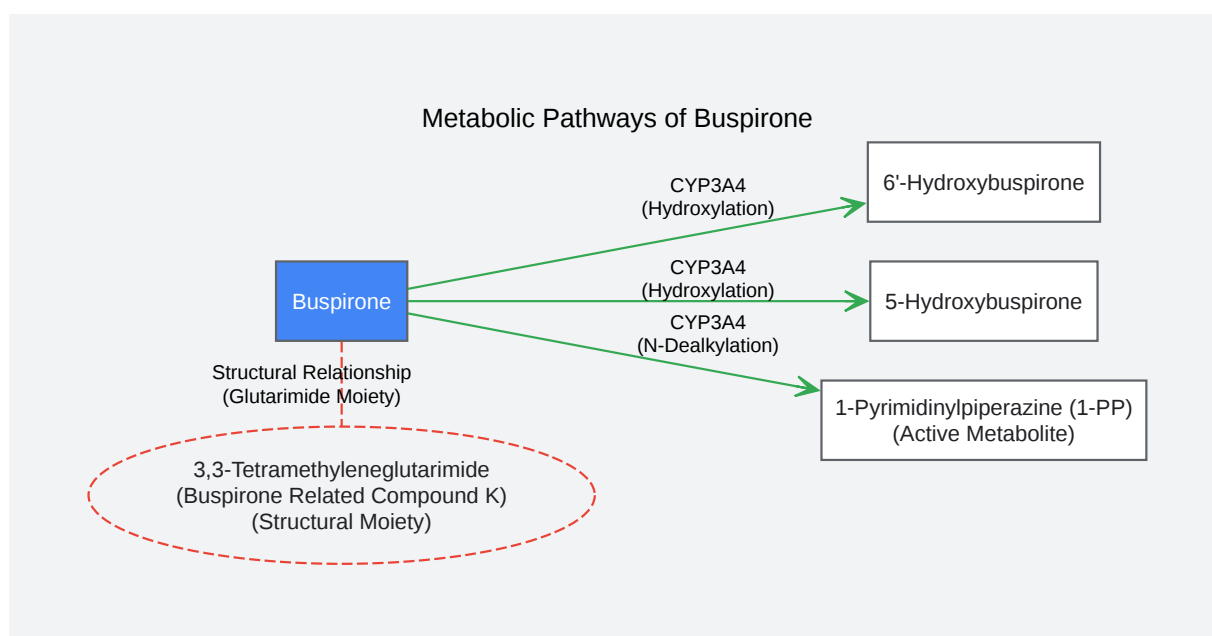 Metabolic Pathways of Buspirone
CYP3A4
(Hydroxylation)
6'-Hydroxybuspirone
Buspirone
CYP3A4
(Hydroxylation)
5-Hydroxybuspirone
CYP3A4
(N-Dealkylation)
1-Pyrimidinylpiperazine (1-PP)
(Active Metabolite)
Structural Relationship
(Glutarimide Moiety)
3,3-Tetramethyleneglutarimide
(Buspirone Related Compound K)
(Structural Moiety)